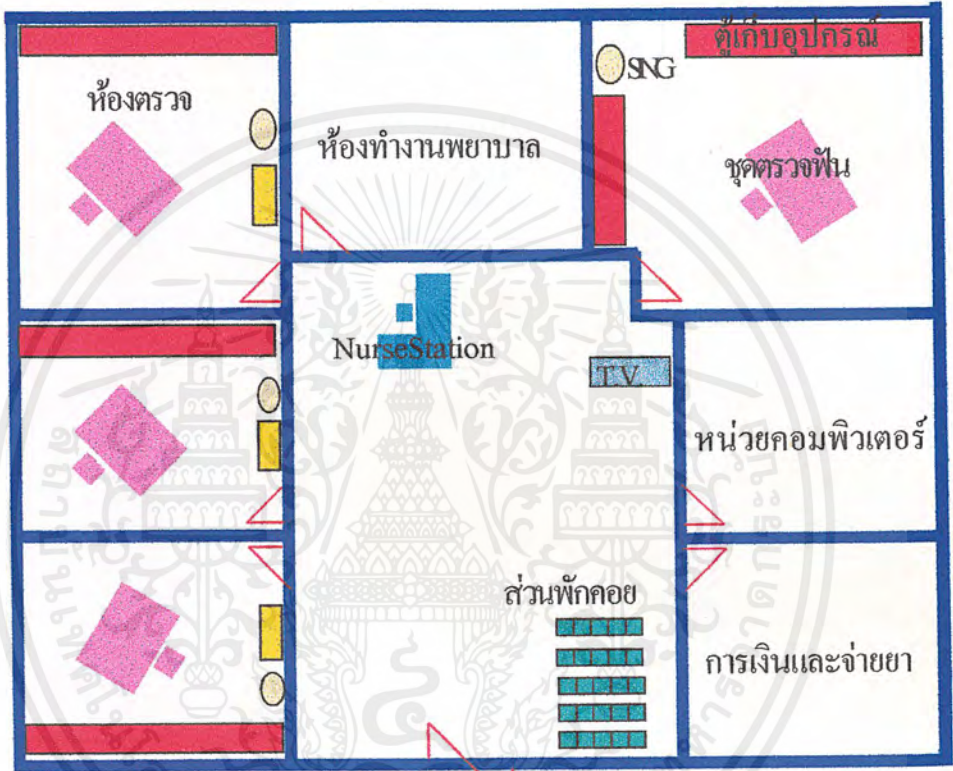 ตู้เก็บอุปกรณ์
SNG
ห้องตรวจ
ห้องทำงานพยาบาล
ชุดตรวจฟัน
NurseStation
T.V
หน่วยคอมพิวเตอร์
ส่วนพักคอย
การเงินและจ่ายยา